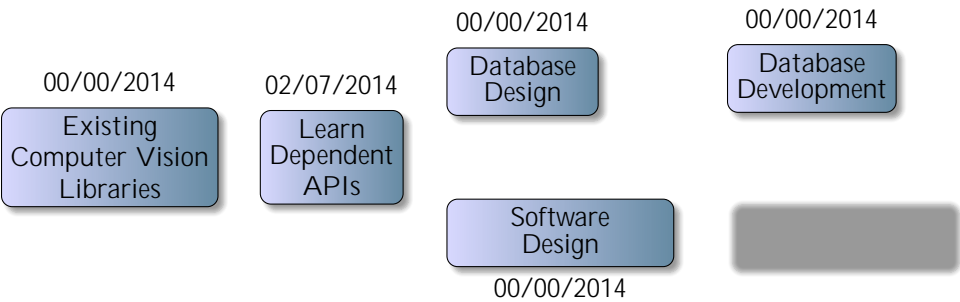 00/00/2014
Existing
Computer Vision
Libraries
02/07/2014
Learn
Dependent
APIs
00/00/2014
Database
Design
00/00/2014
Database
Development
Software
Design
00/00/2014